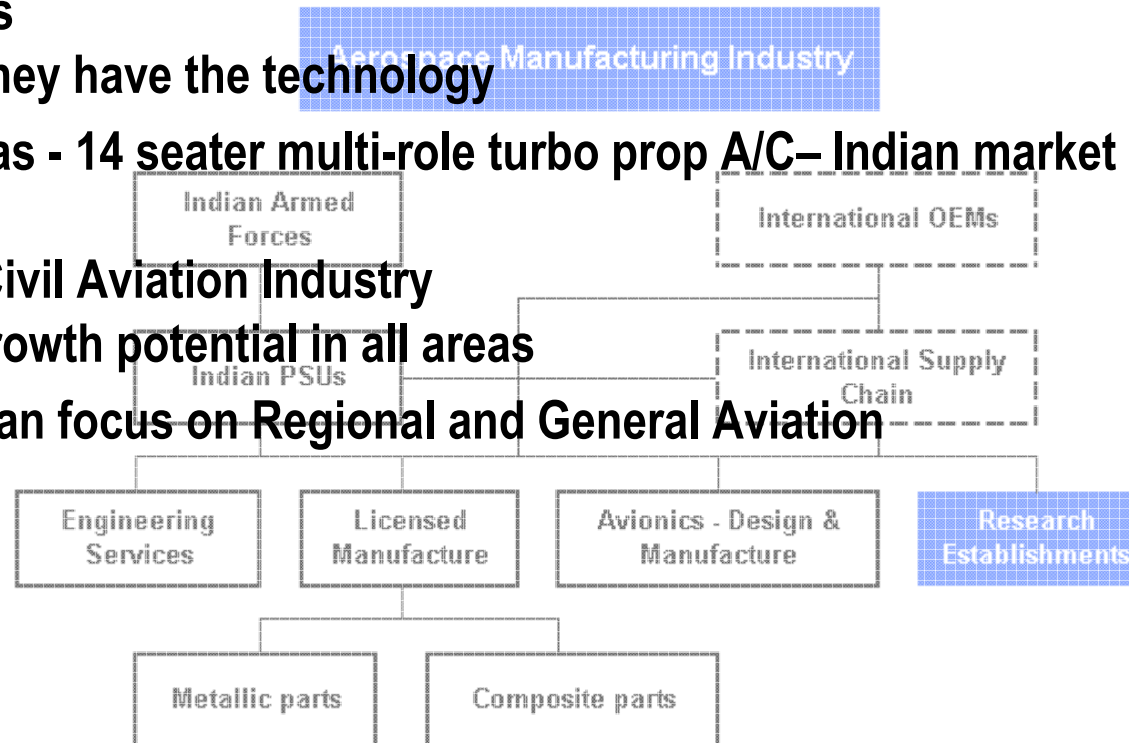 s
ney have the technology
Aerospace Manufacturing Industry
as - 14 seater multi-role turbo prop A/C– Indian market
Indian Armed
Forces
International OEMs
Civil Aviation Industry
rowth potential in all areas
Indian PSUs
International Supply
Chain
an focus on Regional and General Aviation
Engineering
Services
Licensed
Manufacture
Avionics - Design &
Manufacture
Research
Establishments
Metallic parts
Composite parts